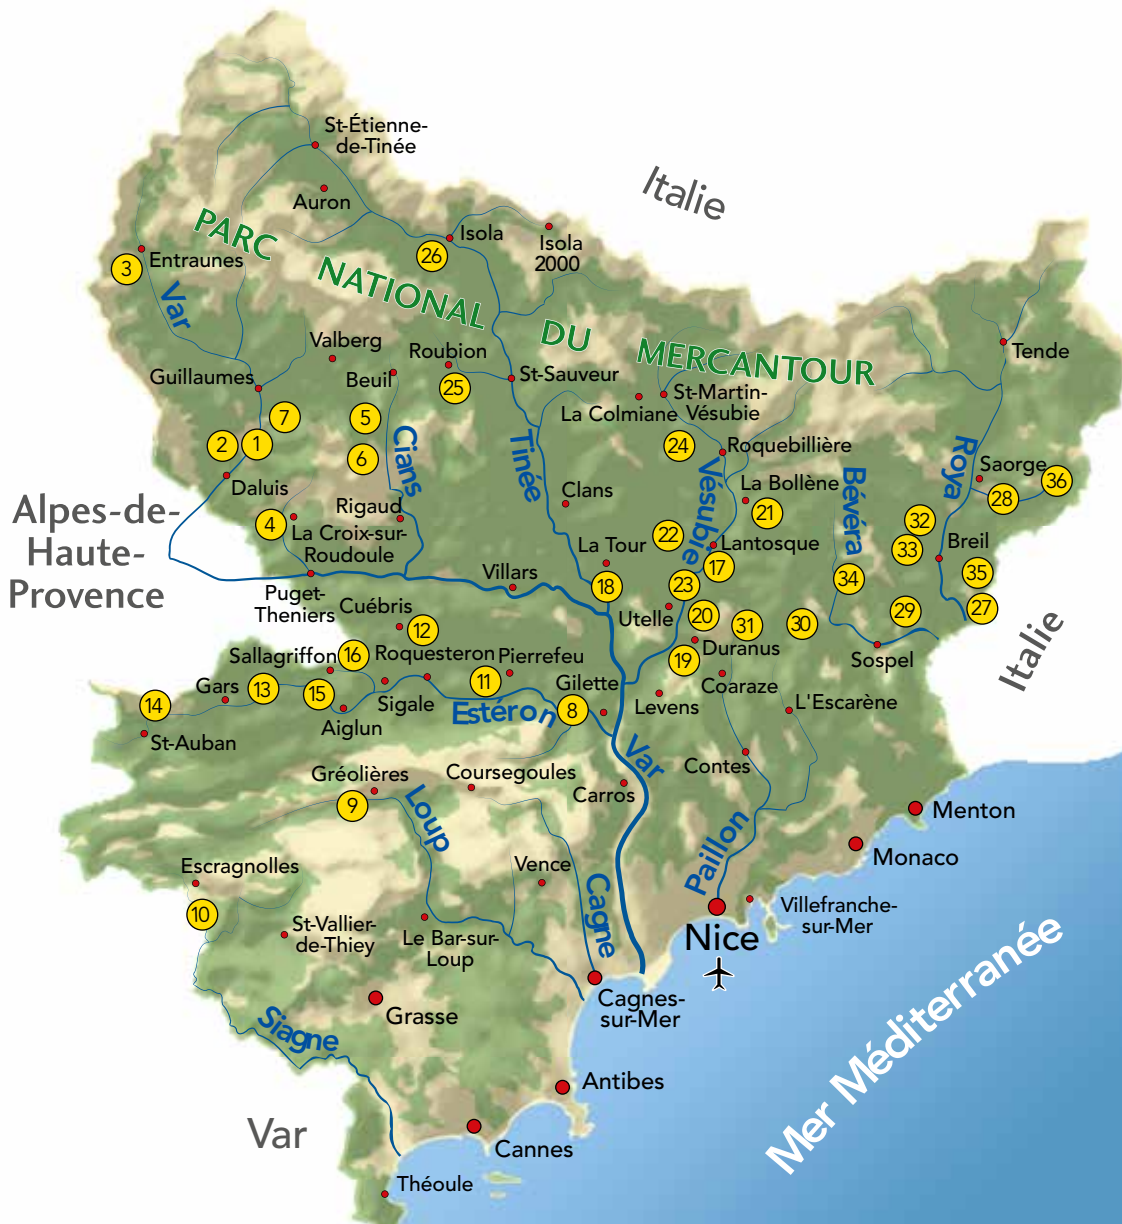 St-Étienne-
de-Tinée
Auron
Italie
PARC NATIONAL DU MERCANTOUR
Isola
Isola
2000
26
3
Entraunes
Var
Valberg
Roubion
Guillaumes
Beuil
25
St-Sauveur
La Colmiane
St-Martin-
Vésubie
Tende
7
5
2
1
6
Cians
Tinée
24
Roquebillière
Vésubie
Bévéra
Roya
Saorge
36
28
Daluis
Clans
La Bollène
21
Alpes-de-
Haute-
Provence
4
Rigaud
La Croix-sur-
Roudoule
22
Lantosque
32
33
Breil
La Tour
17
Puget-
Theniers
Villars
18
23
34
35
Cuébris
12
Utelle
20
31
30
29
27
Sallagriffon
16
Roquesteron
Pierrefeu
19
Duranus
Sospel
Italie
Gars
13
15
11
Gilette
Coaraze
14
Aiglun
Sigale
Estéron
8
Levens
L'Escarène
St-Auban
Var
Contes
Gréolières
9
Coursegoules
Carros
Loup
Paillon
Menton
Monaco
Escragnolles
Vence
Cagne
10
St-Vallier-
de-Thiey
Le Bar-sur-
Loup
Villefranche-
sur-Mer
Nice
Grasse
Cagnes-
sur-Mer
Siagne
Mer Méditerranée
Antibes
Var
Cannes
Théoule